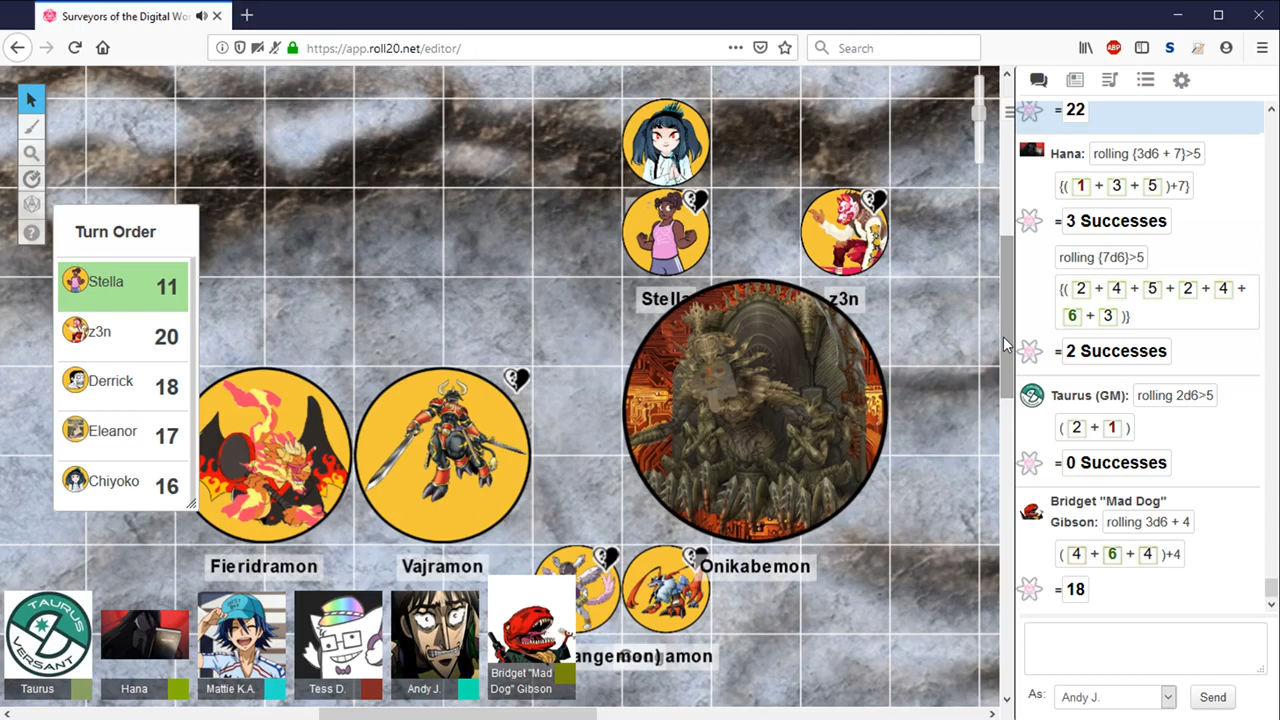 Surveyors of the Digital Wor
https://app.roll20.net/editor/
Search
ABP
S
Turn Order
Stella
11
z3n
20
Derrick
18
Eleanor
17
Chiyoko
16
Stella
z3n
Fieridramon
Vajramon
Onikabemon
angemon
amon
TAURUS
VERSANT
Taurus
Hana
Mattie K.A.
Tess D.
Andy J.
Bridget "Mad
Dog" Gibson
= 22
Hana: rolling {3d6 + 7}>5
{( 1 + 3 + 5 )+7}
= 3 Successes
rolling {7d6}>5
{( 2 + 4 + 5 + 2 + 4 +
6 + 3 )}
= 2 Successes
Taurus (GM): rolling 2d6>5
( 2 + 1 )
= 0 Successes
Bridget "Mad Dog"
Gibson: rolling 3d6 + 4
( 4 + 6 + 4 )+4
= 18
As: Andy J.
Send